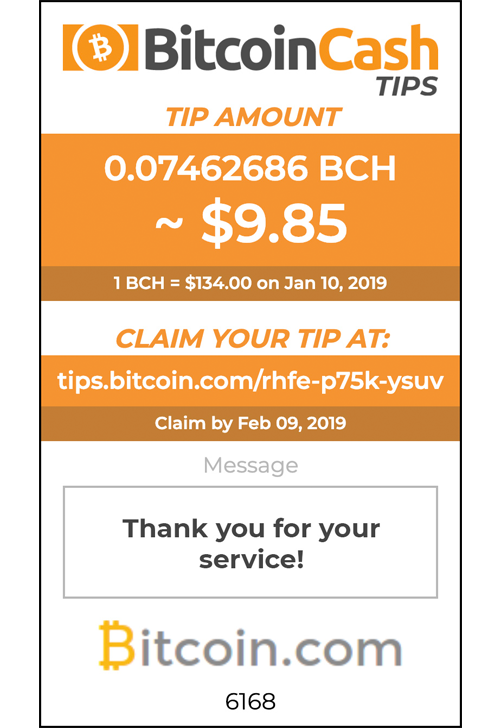 BitcoinCash
TIPS
TIP AMOUNT
0.07462686 BCH
~ $9.85
1 BCH = $134.00 on Jan 10, 2019
CLAIM YOUR TIP AT:
tips.bitcoin.com/rhfe-p75k-ysuv
Claim by Feb 09, 2019
Message
Thank you for your
service!
Bitcoin.com
6168